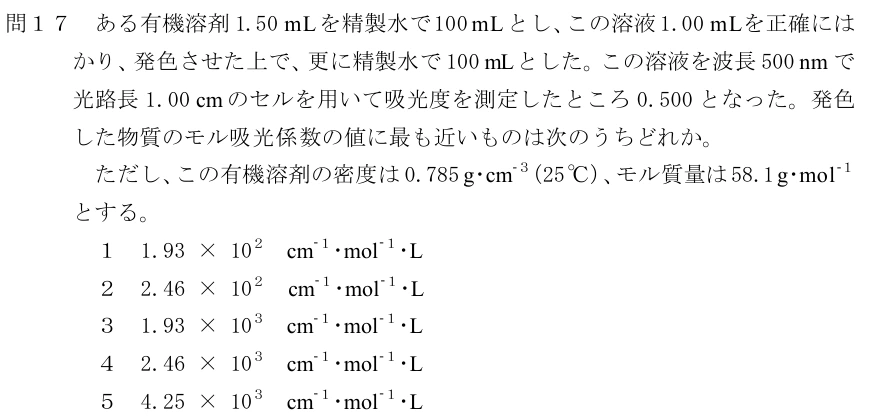 問１７　ある有機溶剤 1.50 mL を精製水で 100 mL とし、この溶液 1.00 mL を正確には
かり、発色させた上で、更に精製水で 100 mL とした。この溶液を波長 500 nm で
光路長 1.00 cm のセルを用いて吸光度を測定したところ 0.500 となった。発色
した物質のモル吸光係数の値に最も近いものは次のうちどれか。
ただし、この有機溶剤の密度は 0.785 g･cm⁻³ (25℃)、モル質量は 58.1 g･mol⁻¹
とする。
１　1.93 × 10²　cm⁻¹･mol⁻¹･L
２　2.46 × 10²　cm⁻¹･mol⁻¹･L
３　1.93 × 10³　cm⁻¹･mol⁻¹･L
４　2.46 × 10³　cm⁻¹･mol⁻¹･L
５　4.25 × 10³　cm⁻¹･mol⁻¹･L